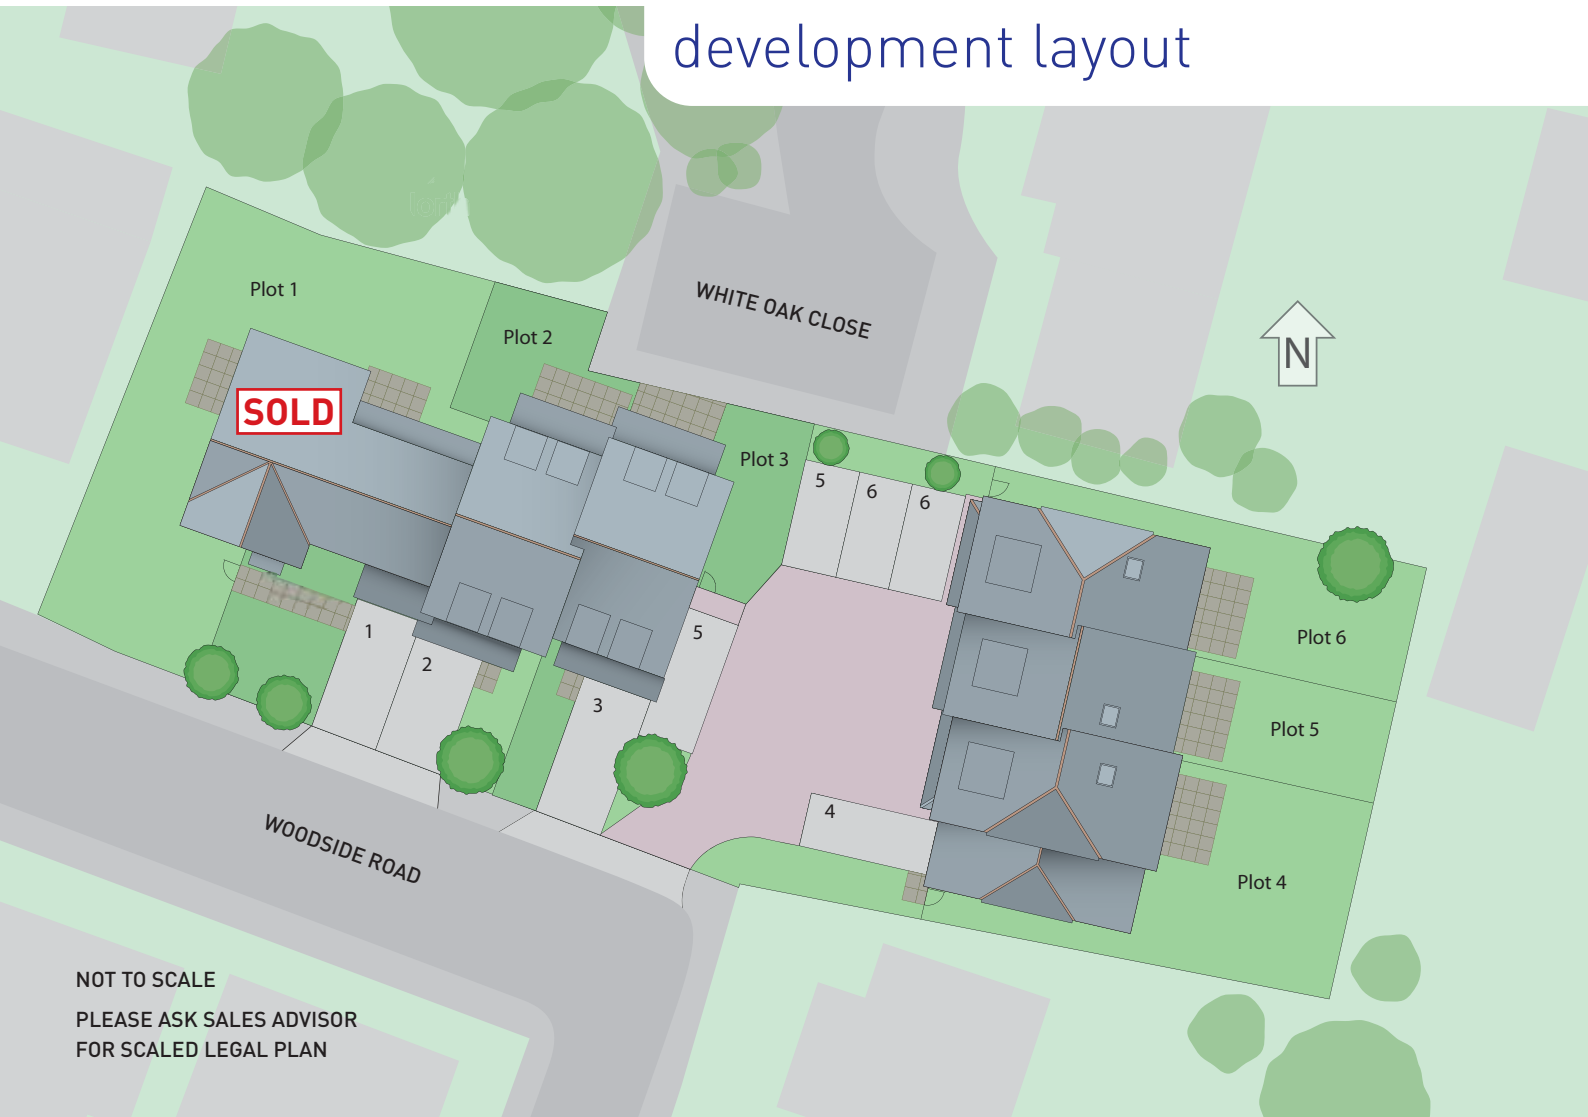 development layout
Plot 1
Plot 2
WHITE OAK CLOSE
N
SOLD
Plot 3
5
6
6
1
2
5
3
Plot 6
Plot 5
4
Plot 4
WOODSIDE ROAD
NOT TO SCALE
PLEASE ASK SALES ADVISOR
FOR SCALED LEGAL PLAN